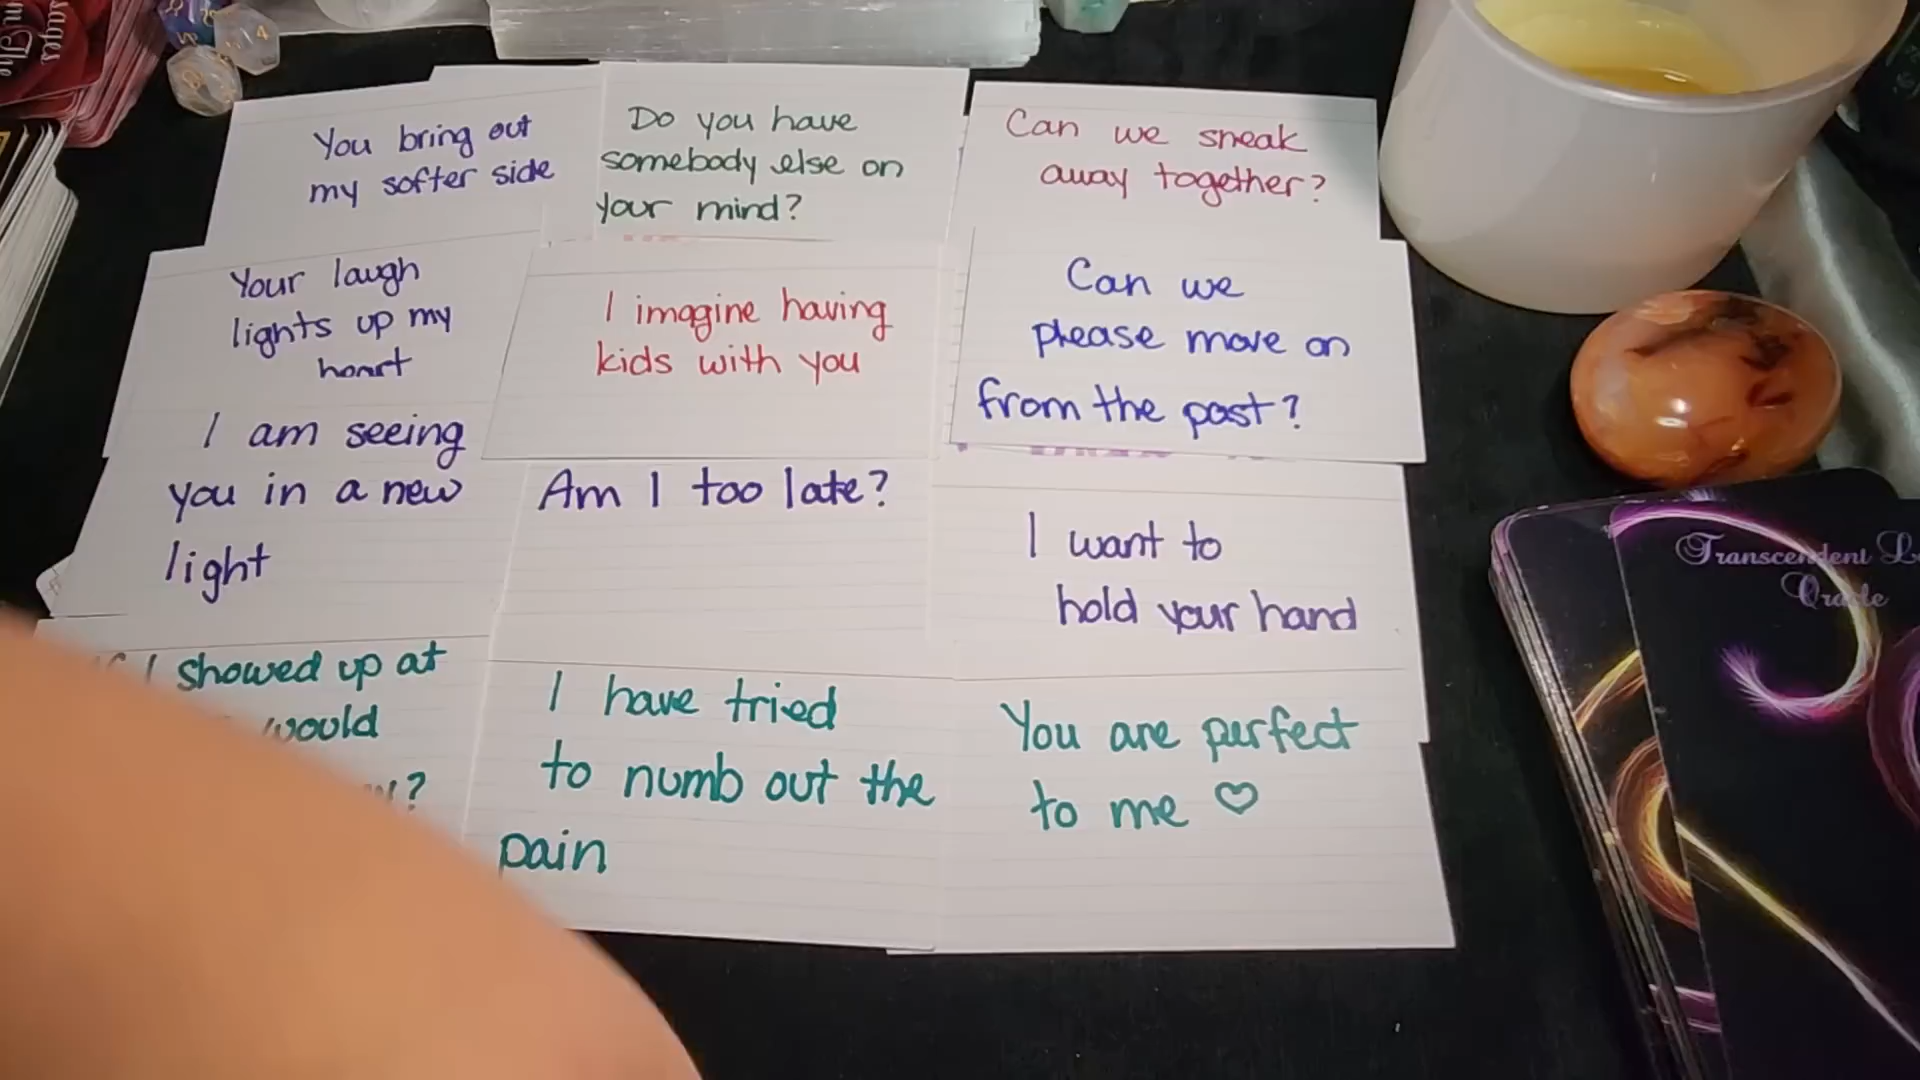 sages
m The
You bring out
my softer side
Do you have
somebody else on
your mind?
Can we sneak
away together?
Your laugh
lights up my
heart
I imagine having
kids with you
Can we
please move on
from the past?
I am seeing
you in a new
light
Am I too late?
I want to
hold your hand
I showed up at
would
?
I have tried
to numb out the
pain
You are perfect
to me ♡
Transcendent
Oracle
4